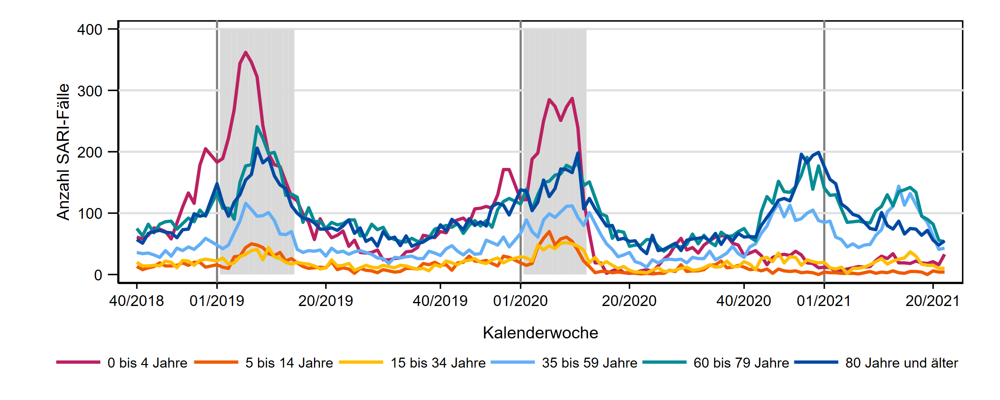 Anzahl SARI-Fälle
400
300
200
100
0
40/2018 01/2019 20/2019 40/2019 01/2020 20/2020 40/2020 01/2021 20/2021
Kalenderwoche
0 bis 4 Jahre 5 bis 14 Jahre 15 bis 34 Jahre 35 bis 59 Jahre 60 bis 79 Jahre 80 Jahre und älter